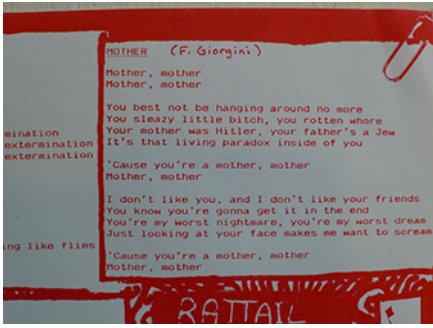 MOTHER (F. Giorgini)
Mother, mother
Mother, mother
You best not be hanging around no more
You sleazy little bitch, you rotten whore
Your mother was Hitler, your father's a Jew
It's that living paradox inside of you
'Cause you're a mother, mother
Mother, mother
I don't like you, and I don't like your friends
You know you're gonna get it in the end
You're my worst nightmare, you're my worst dream
Just looking at your face makes me want to scream
'Cause you're a mother, mother
Mother, mother
mination
extermination
extermination
ing like flies
RATTAIL